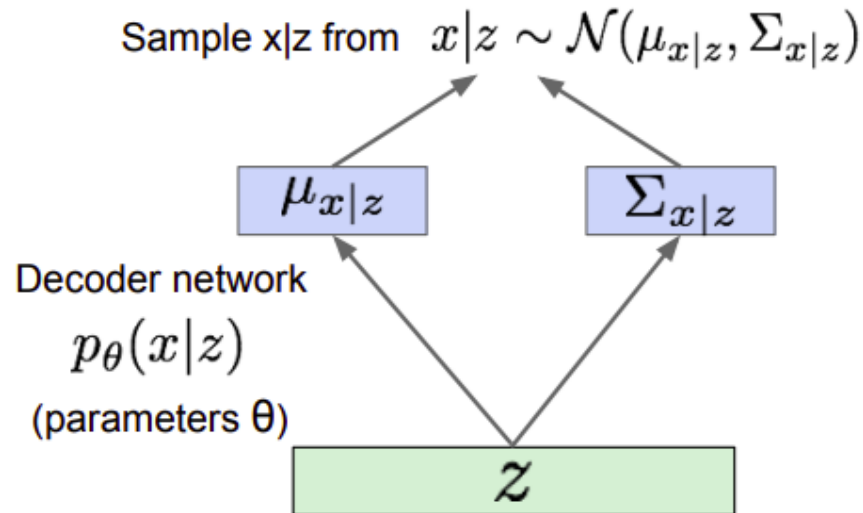 Sample x|z from x|z ∼ 𝒩(μ_{x|z}, Σ_{x|z})
μ_{x|z} Σ_{x|z}
Decoder network
p_θ(x|z)
(parameters θ)
z